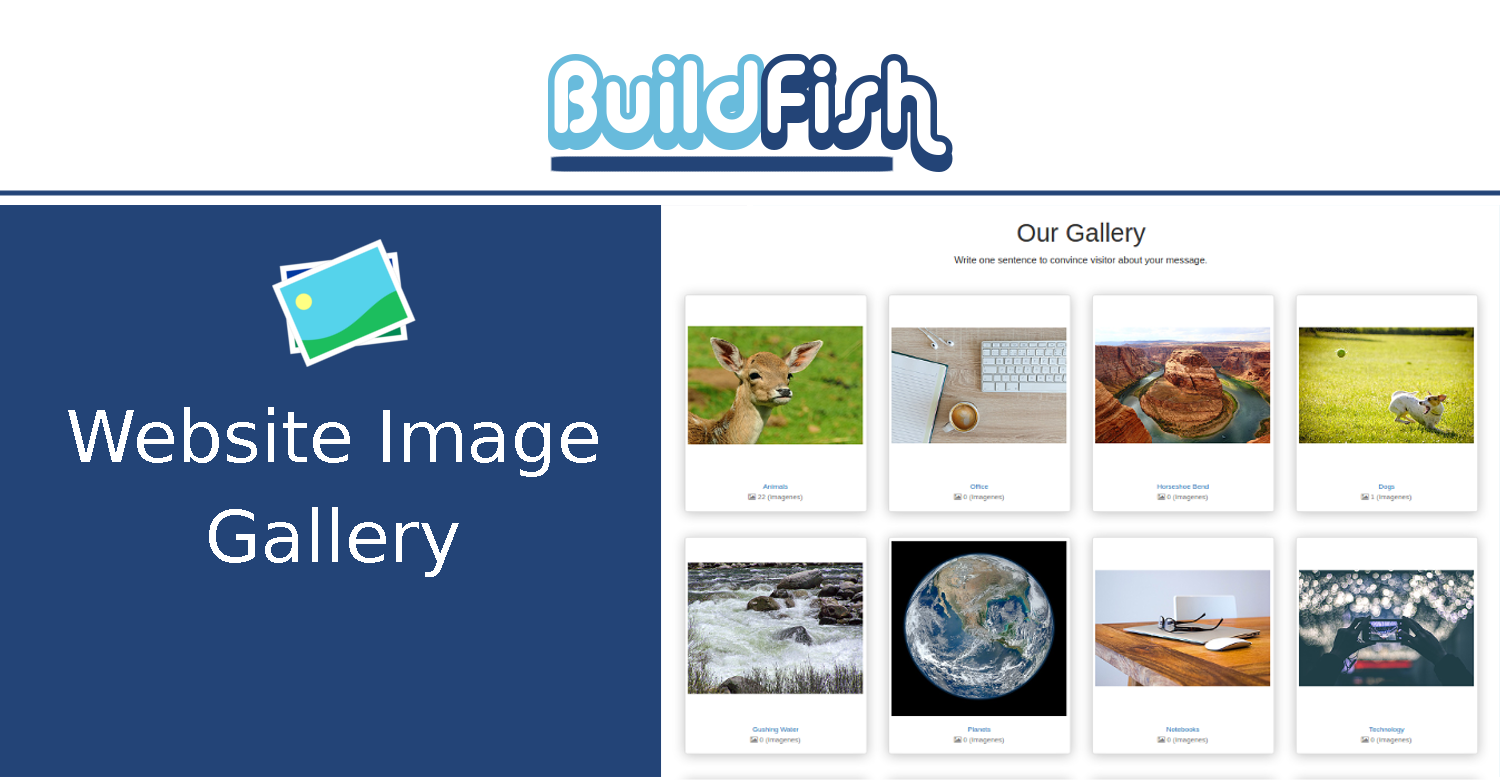 BuildFish
Website Image
Gallery
Our Gallery
Write one sentence to convince visitor about your message.
Animals
22 (Imagenes)
Office
0 (Imagenes)
Horseshoe Bend
0 (Imagenes)
Dogs
1 (Imagenes)
Gushing Water
0 (Imagenes)
Planets
0 (Imagenes)
Notebooks
0 (Imagenes)
Technology
0 (Imagenes)